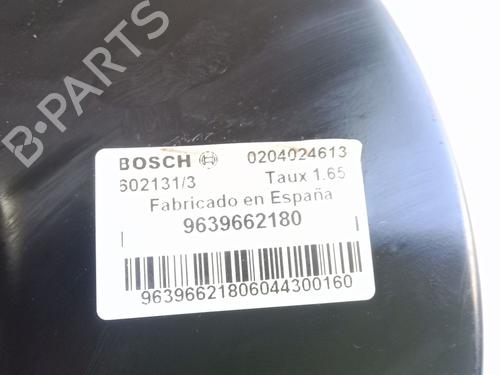 B-PARTS
BOSCH 0204024613
602131/3 Taux 1.65
Fabricado en España
9639662180
96396621806044300160